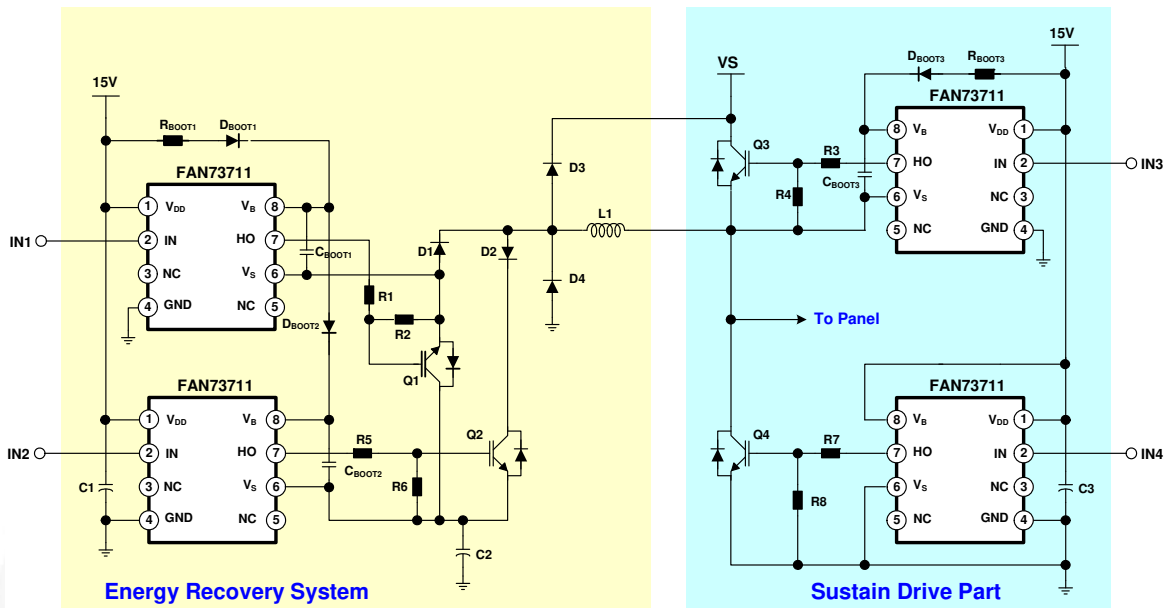 15V
RBOOT1
DBOOT1
FAN73711
1 VDD VB 8
2 IN HO 7
3 NC VS 6
4 GND NC 5
IN1
CBOOT1
DBOOT2
R1
R2
Q1
D1
D2
D3
D4
L1
FAN73711
1 VDD VB 8
2 IN HO 7
3 NC VS 6
4 GND NC 5
IN2
C1
CBOOT2
R5
R6
Q2
C2
Energy Recovery System
VS
15V
DBOOT3
RBOOT3
FAN73711
8 VB VDD 1
7 HO IN 2
6 VS NC 3
5 NC GND 4
IN3
Q3
R3
R4
CBOOT3
To Panel
FAN73711
8 VB VDD 1
7 HO IN 2
6 VS NC 3
5 NC GND 4
IN4
Q4
R7
R8
C3
Sustain Drive Part